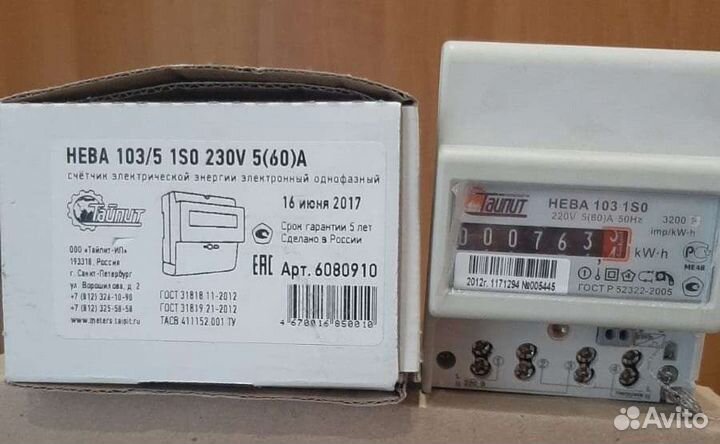 НЕВА 103/5 1S0 230V 5(60)A
счётчик электрической энергии электронный однофазный
Тайпит
16 июня 2017
Срок гарантии 5 лет
Сделано в России
ООО «Тайпит-ИП»
193318, Россия
г. Санкт-Петербург
ул. Ворошилова, д. 2
+7 (812) 326-10-90
+7 (812) 325-58-58
www.meters.taipit.ru
ЕАС Арт. 6080910
ГОСТ 31818.11-2012
ГОСТ 31819.21-2012
ТАСВ 411152.001 ТУ
4 670016 850010
Тайпит
НЕВА 103 1S0
220V 5(60)A 50Hz
3200
imp/kW·h
000763
kW·h
МЕ48
2012г. 1171294 №005445
ГОСТ Р 52322-2005
Avito